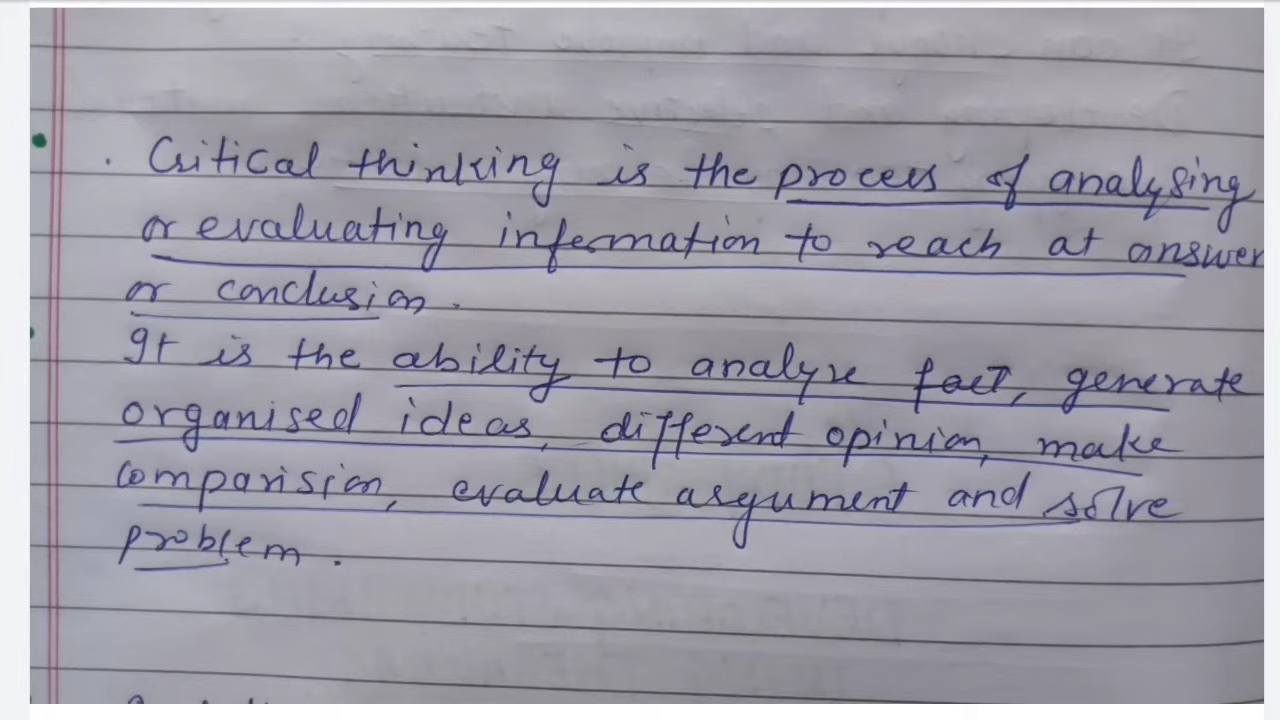 . Critical thinking is the process of analysing
or evaluating information to reach at answer
or conclusion.
It is the ability to analyze fact, generate
organised ideas, different opinion, make
comparision, evaluate argument and solve
problem.